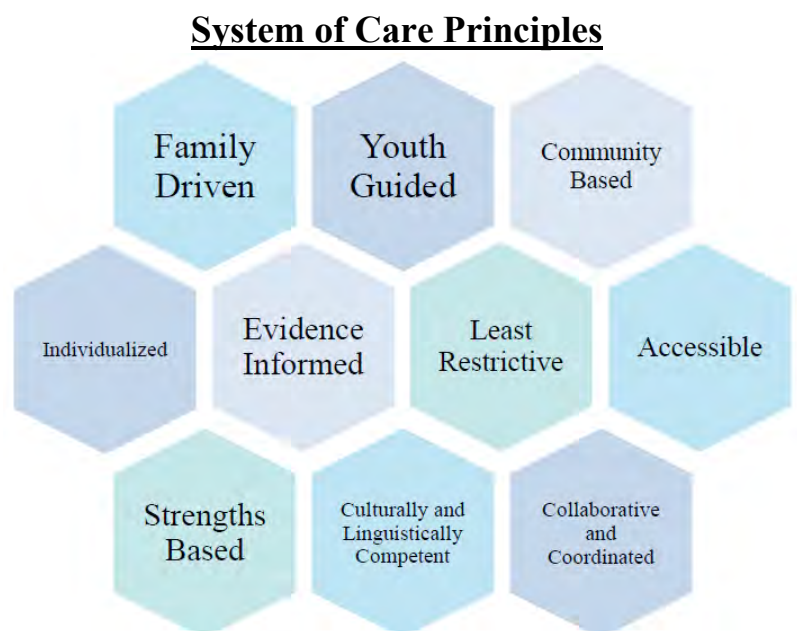 System of Care Principles
Family
Driven
Youth
Guided
Community
Based
Individualized
Evidence
Informed
Least
Restrictive
Accessible
Strengths
Based
Culturally and
Linguistically
Competent
Collaborative
and
Coordinated